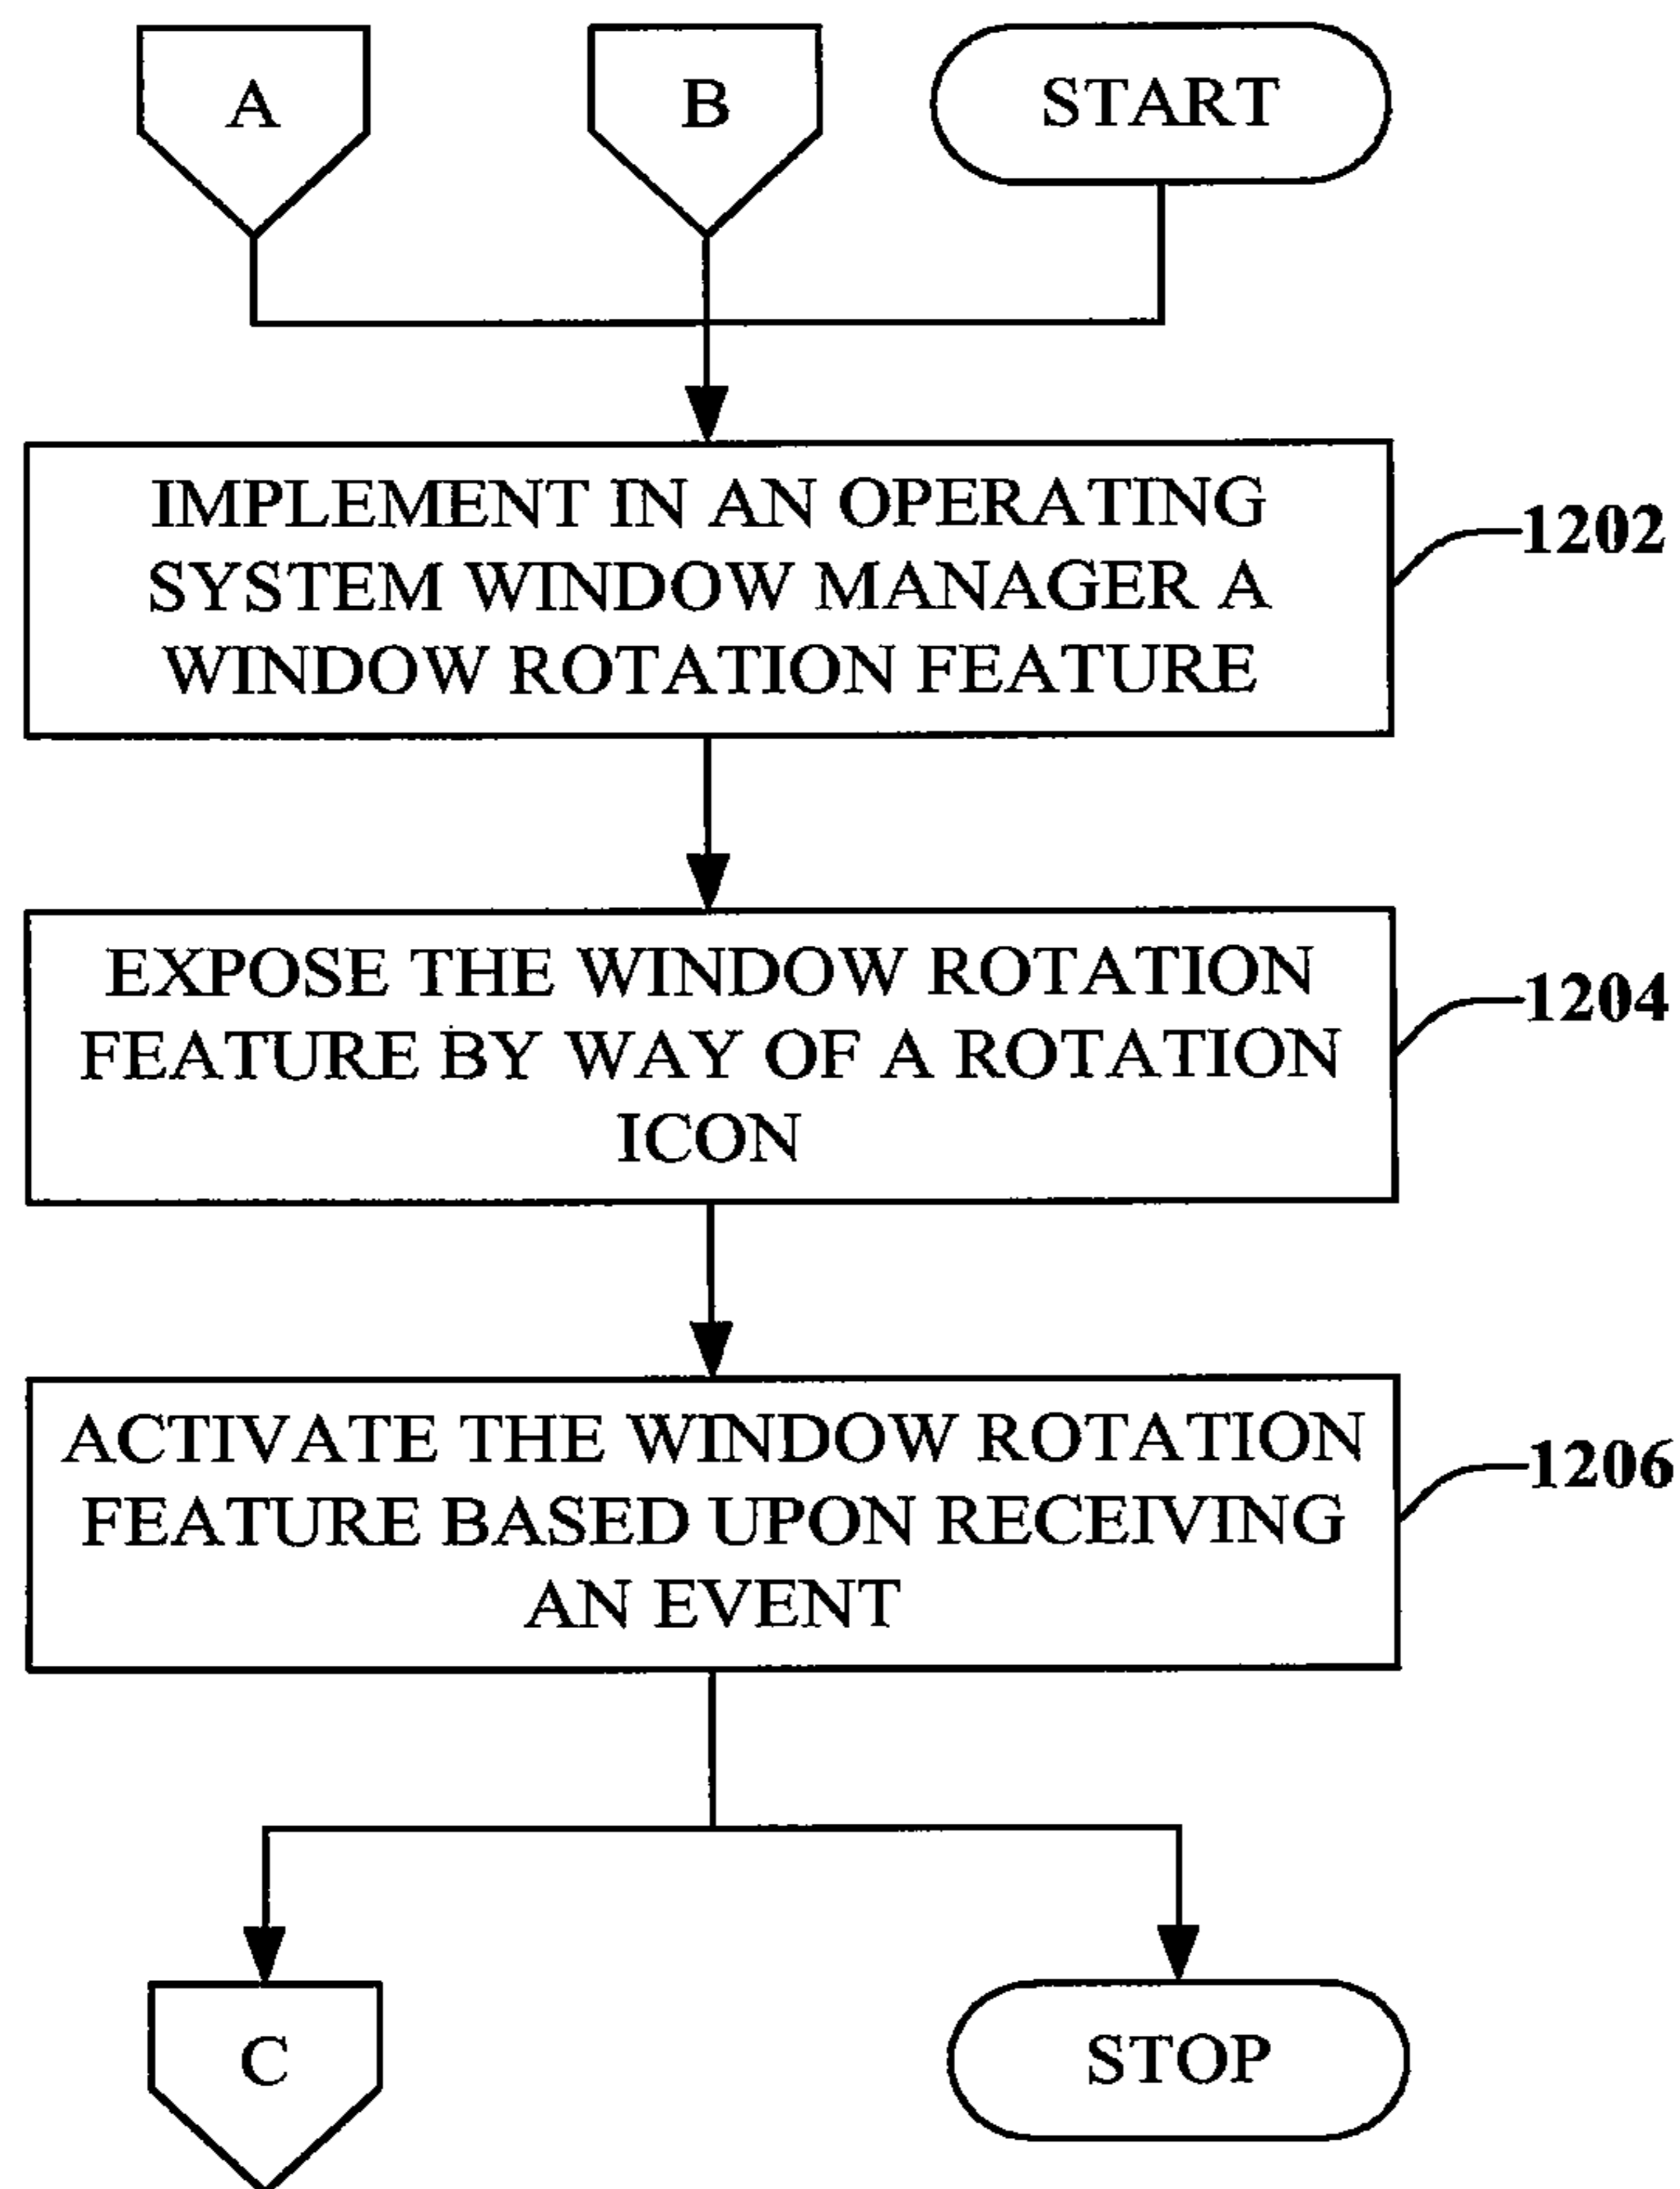 A
B
START
IMPLEMENT IN AN OPERATING
SYSTEM WINDOW MANAGER A
WINDOW ROTATION FEATURE
1202
EXPOSE THE WINDOW ROTATION
FEATURE BY WAY OF A ROTATION
ICON
1204
ACTIVATE THE WINDOW ROTATION
FEATURE BASED UPON RECEIVING
AN EVENT
1206
C
STOP